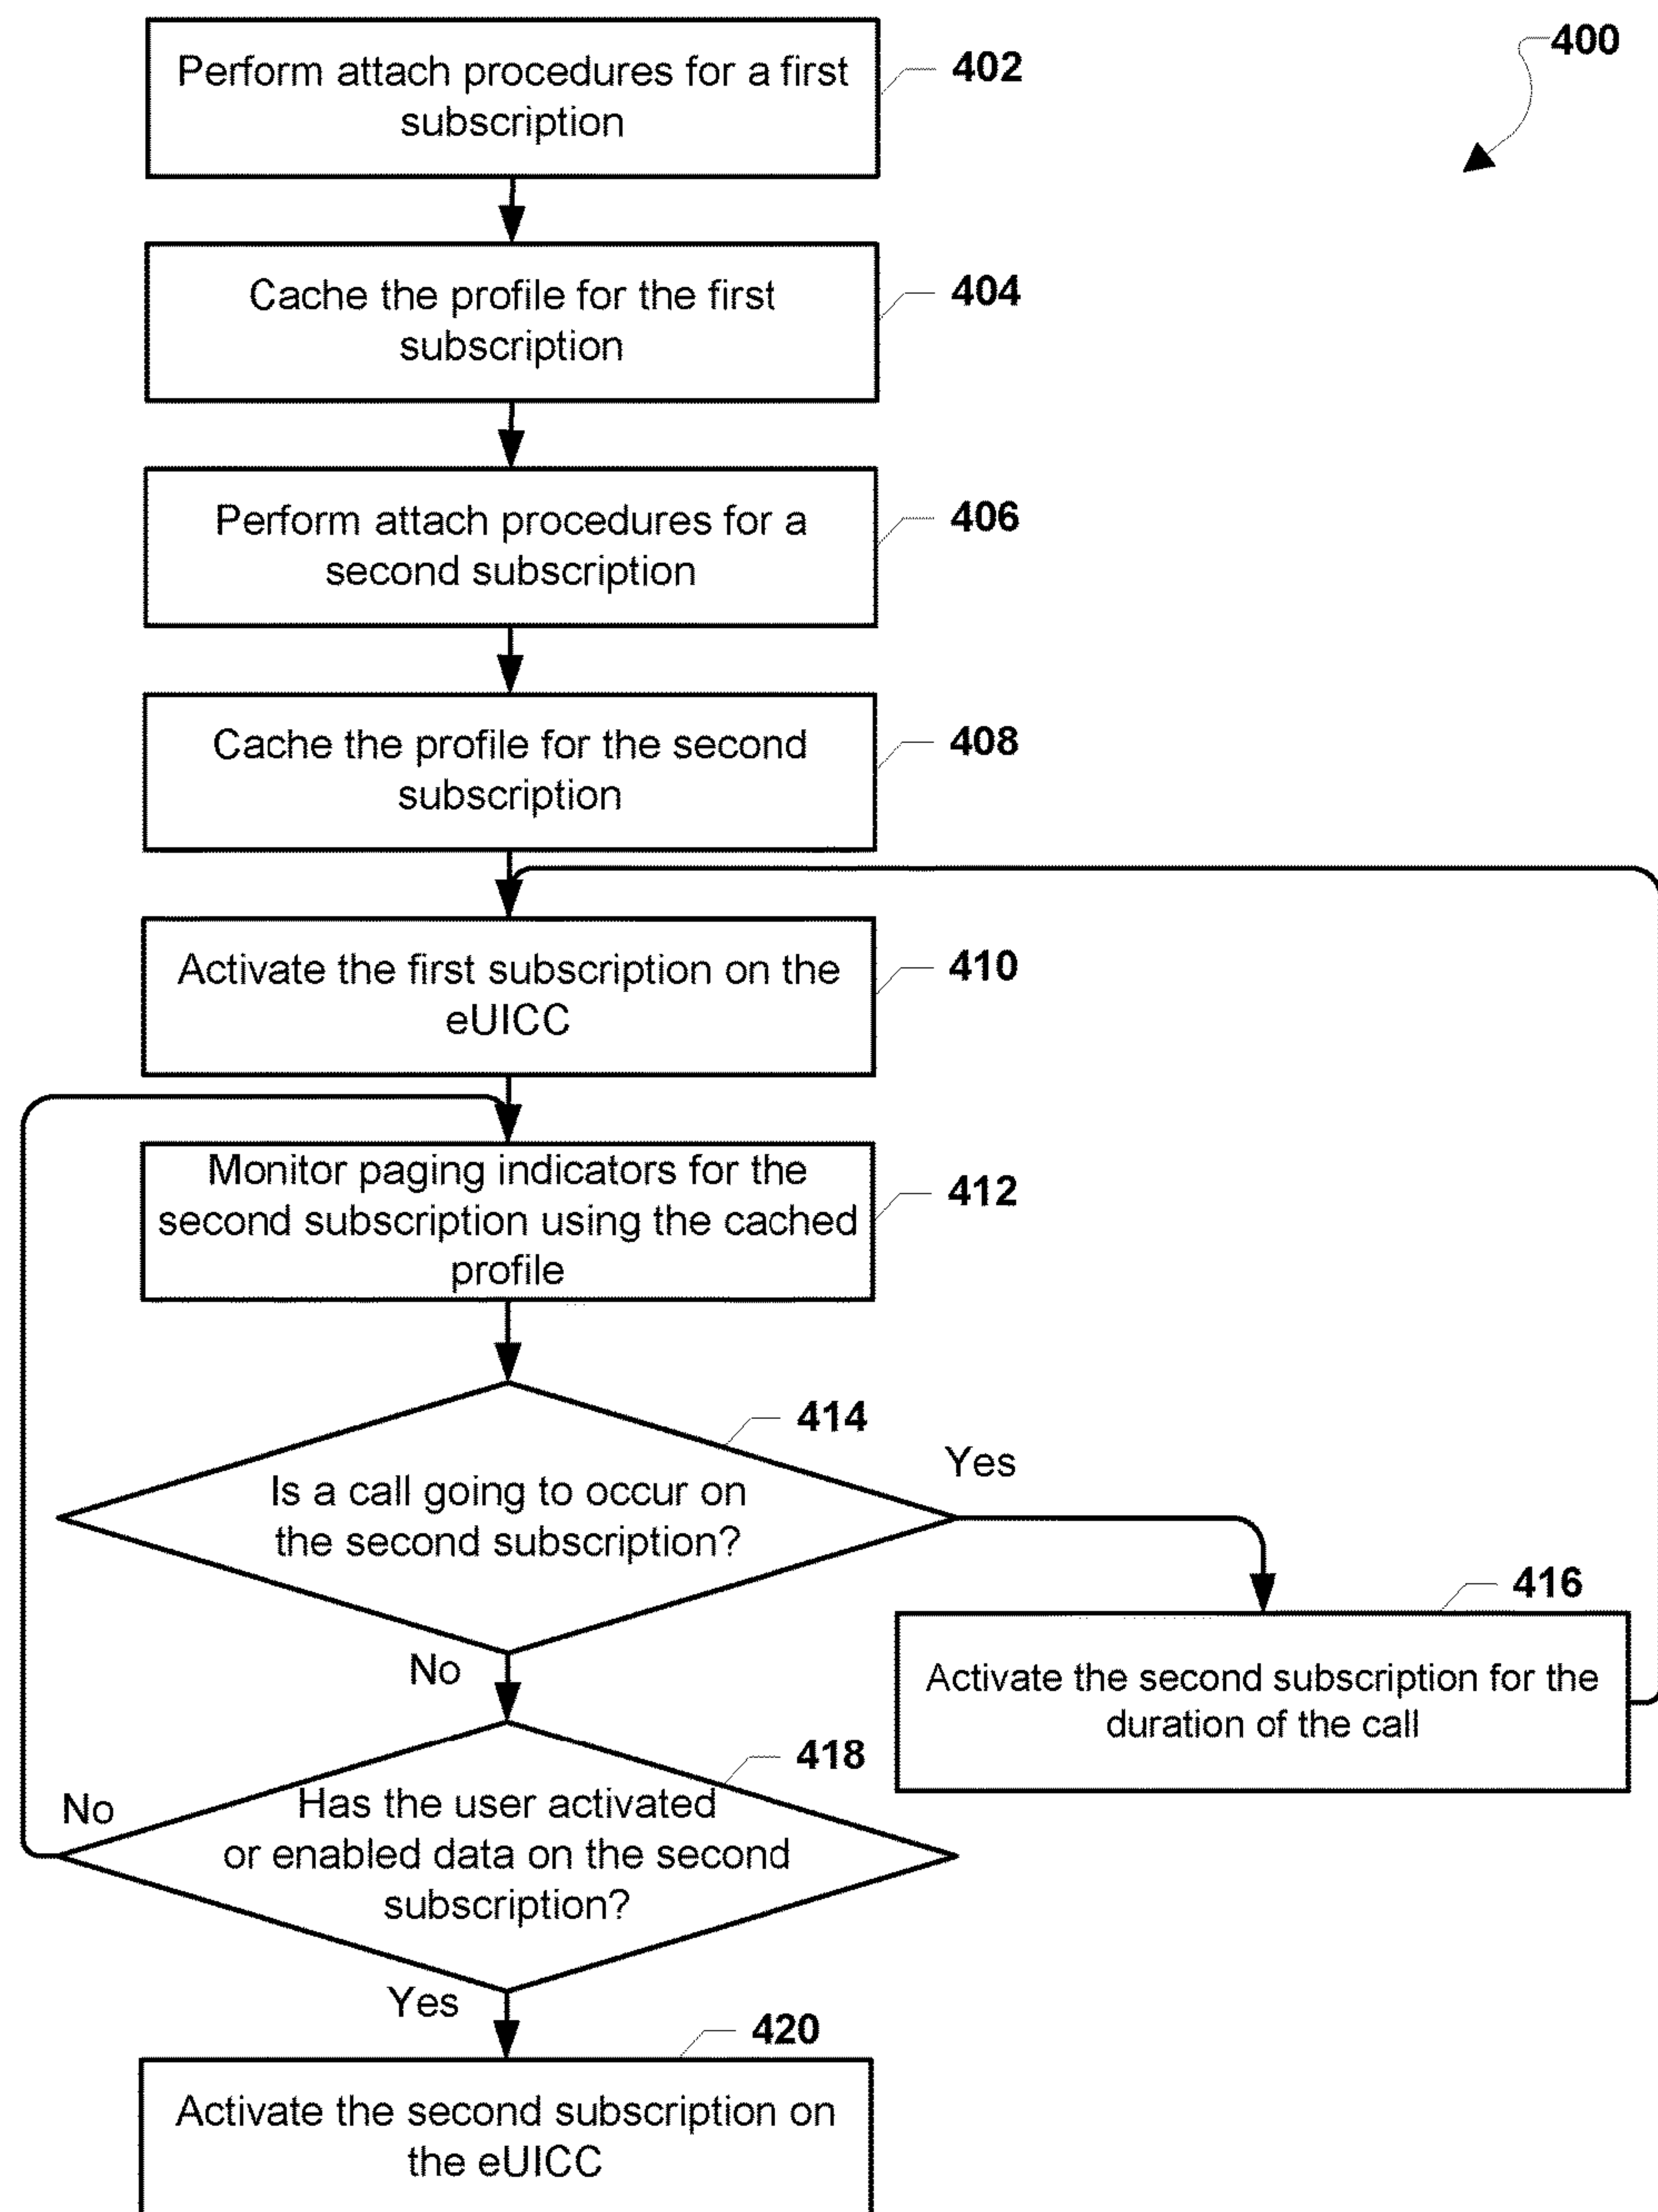 400
Perform attach procedures for a first
subscription
402
Cache the profile for the first
subscription
404
Perform attach procedures for a
second subscription
406
Cache the profile for the second
subscription
408
Activate the first subscription on the
eUICC
410
Monitor paging indicators for the
second subscription using the cached
profile
412
414
Is a call going to occur on
the second subscription?
Yes
No
416
Activate the second subscription for the
duration of the call
418
Has the user activated
or enabled data on the second
subscription?
No
Yes
420
Activate the second subscription on
the eUICC